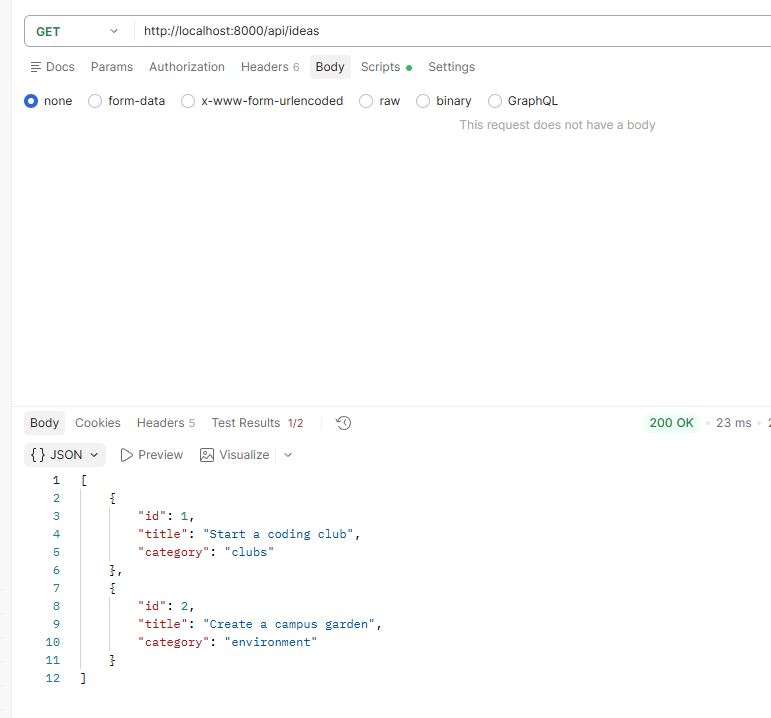 GET http://localhost:8000/api/ideas
Docs Params Authorization Headers 6 Body Scripts Settings
none form-data x-www-form-urlencoded raw binary GraphQL
This request does not have a body
Body Cookies Headers 5 Test Results 1/2 200 OK 23 ms
{} JSON Preview Visualize
1 [
2 {
3 "id": 1,
4 "title": "Start a coding club",
5 "category": "clubs"
6 },
7 {
8 "id": 2,
9 "title": "Create a campus garden",
10 "category": "environment"
11 }
12 ]